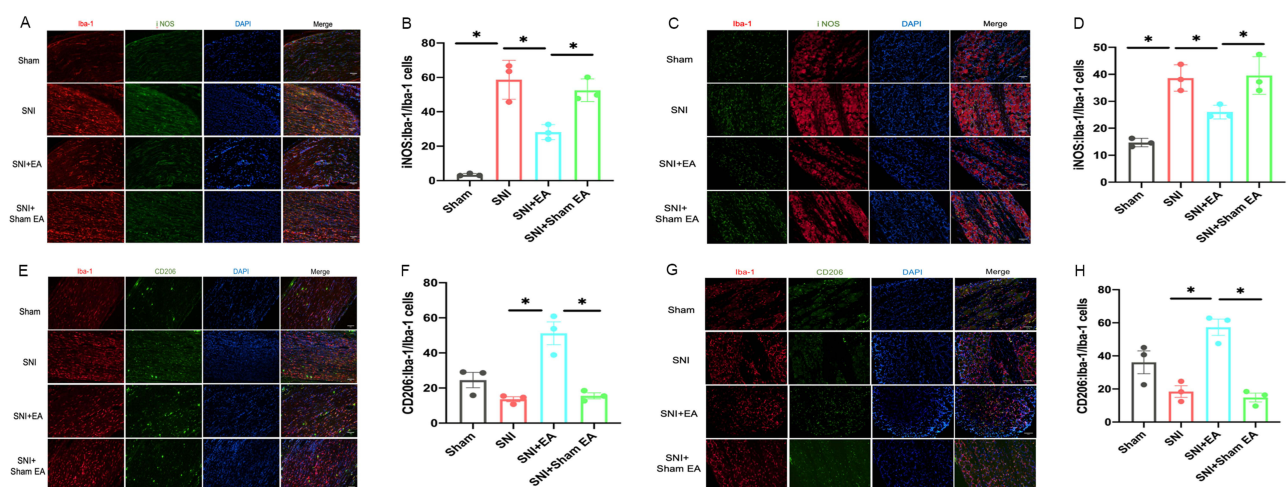 A
Iba-1
i NOS
DAPI
Merge
Sham
SNI
SNI+EA
SNI+
Sham EA
B
iNOS:Iba-1/Iba-1 cells
80
60
40
20
0
*
*
*
Sham
SNI
SNI+EA
SNI+Sham EA
C
Iba-1
i NOS
DAPI
Merge
Sham
SNI
SNI+EA
SNI+
Sham EA
D
iNOS:Iba-1/Iba-1 cells
50
40
30
20
10
0
*
*
*
Sham
SNI
SNI+EA
SNI+Sham EA
E
Iba-1
CD206
DAPI
Merge
Sham
SNI
SNI+EA
SNI+
Sham EA
F
CD206:Iba-1/Iba-1 cells
80
60
40
20
0
*
*
Sham
SNI
SNI+EA
SNI+Sham EA
G
Iba-1
CD206
DAPI
Merge
Sham
SNI
SNI+EA
SNI+
Sham EA
H
CD206:Iba-1/Iba-1 cells
80
60
40
20
0
*
*
Sham
SNI
SNI+EA
SNI+Sham EA